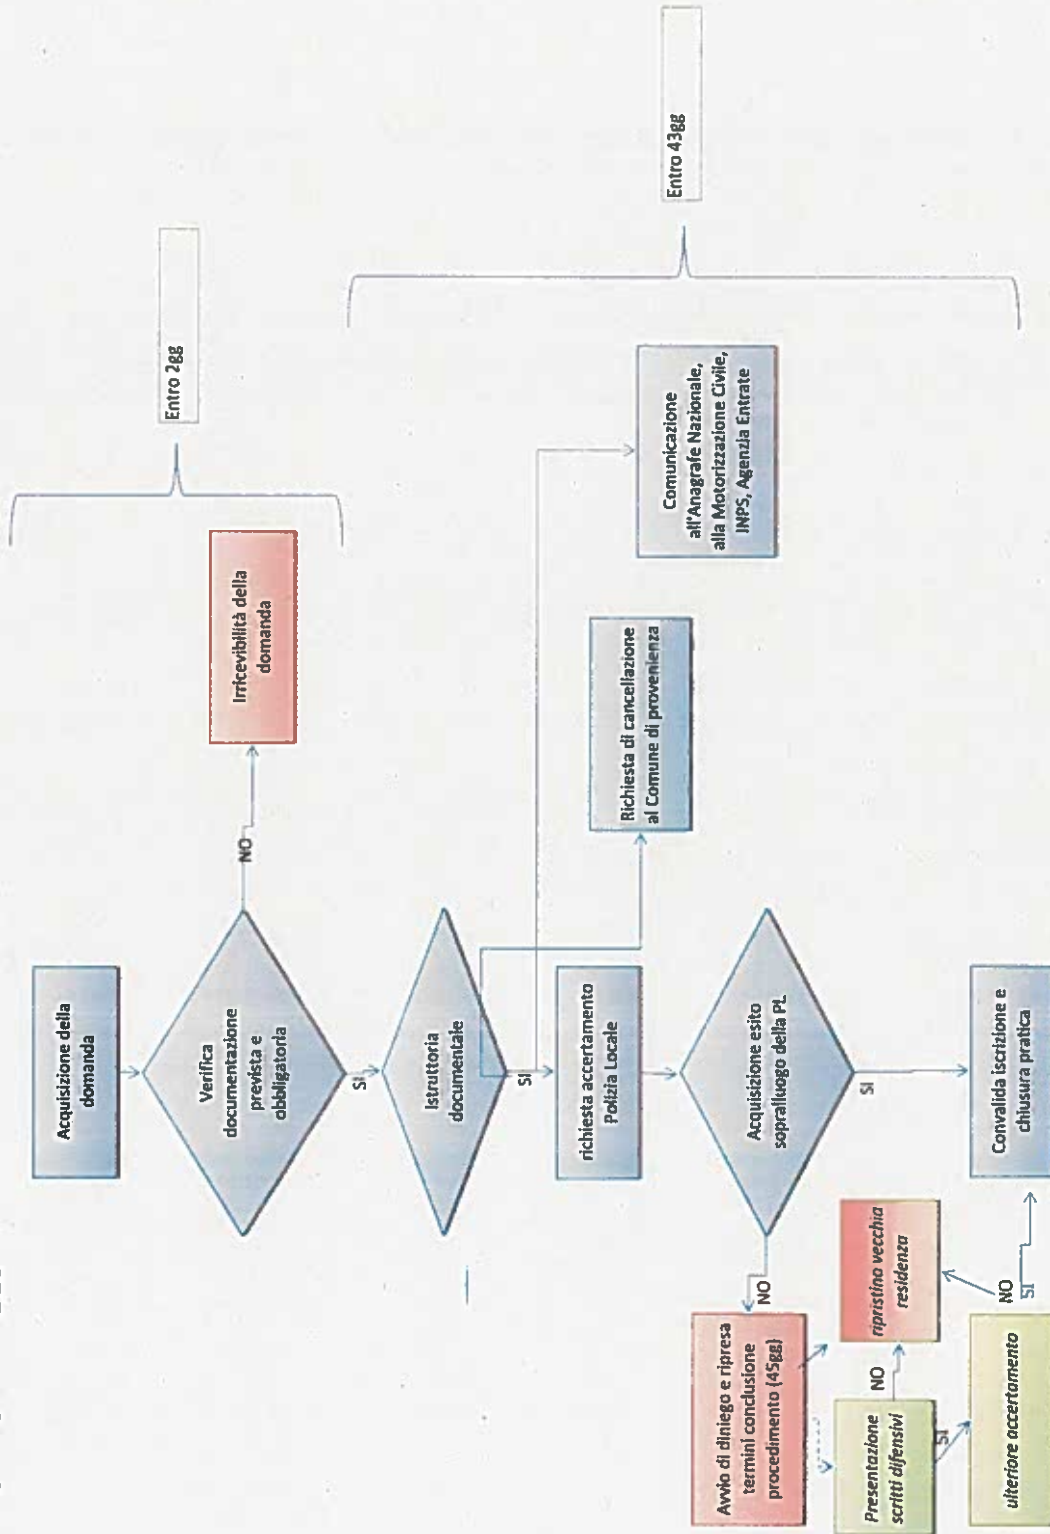 Acquisizione della
domanda
Verifica
documentazione
prevista e
obbligatoria
NO
Irricevibilità della
domanda
Entro 2gg
SI
Istruttoria
documentale
SI
richiesta accertamento
Polizia Locale
Richiesta di cancellazione
al Comune di provenienza
Comunicazione
all'Anagrafe Nazionale,
alla Motorizzazione Civile,
INPS, Agenzia Entrate
Entro 43gg
Acquisizione esito
sopralluogo della PL
NO
SI
Avvio di diniego e ripresa
termini conclusione
procedimento (45gg)
Presentazione
scritti difensivi
NO
SI
ripristino vecchia
residenza
ulteriore accertamento
NO
SI
Convalida iscrizione e
chiusura pratica